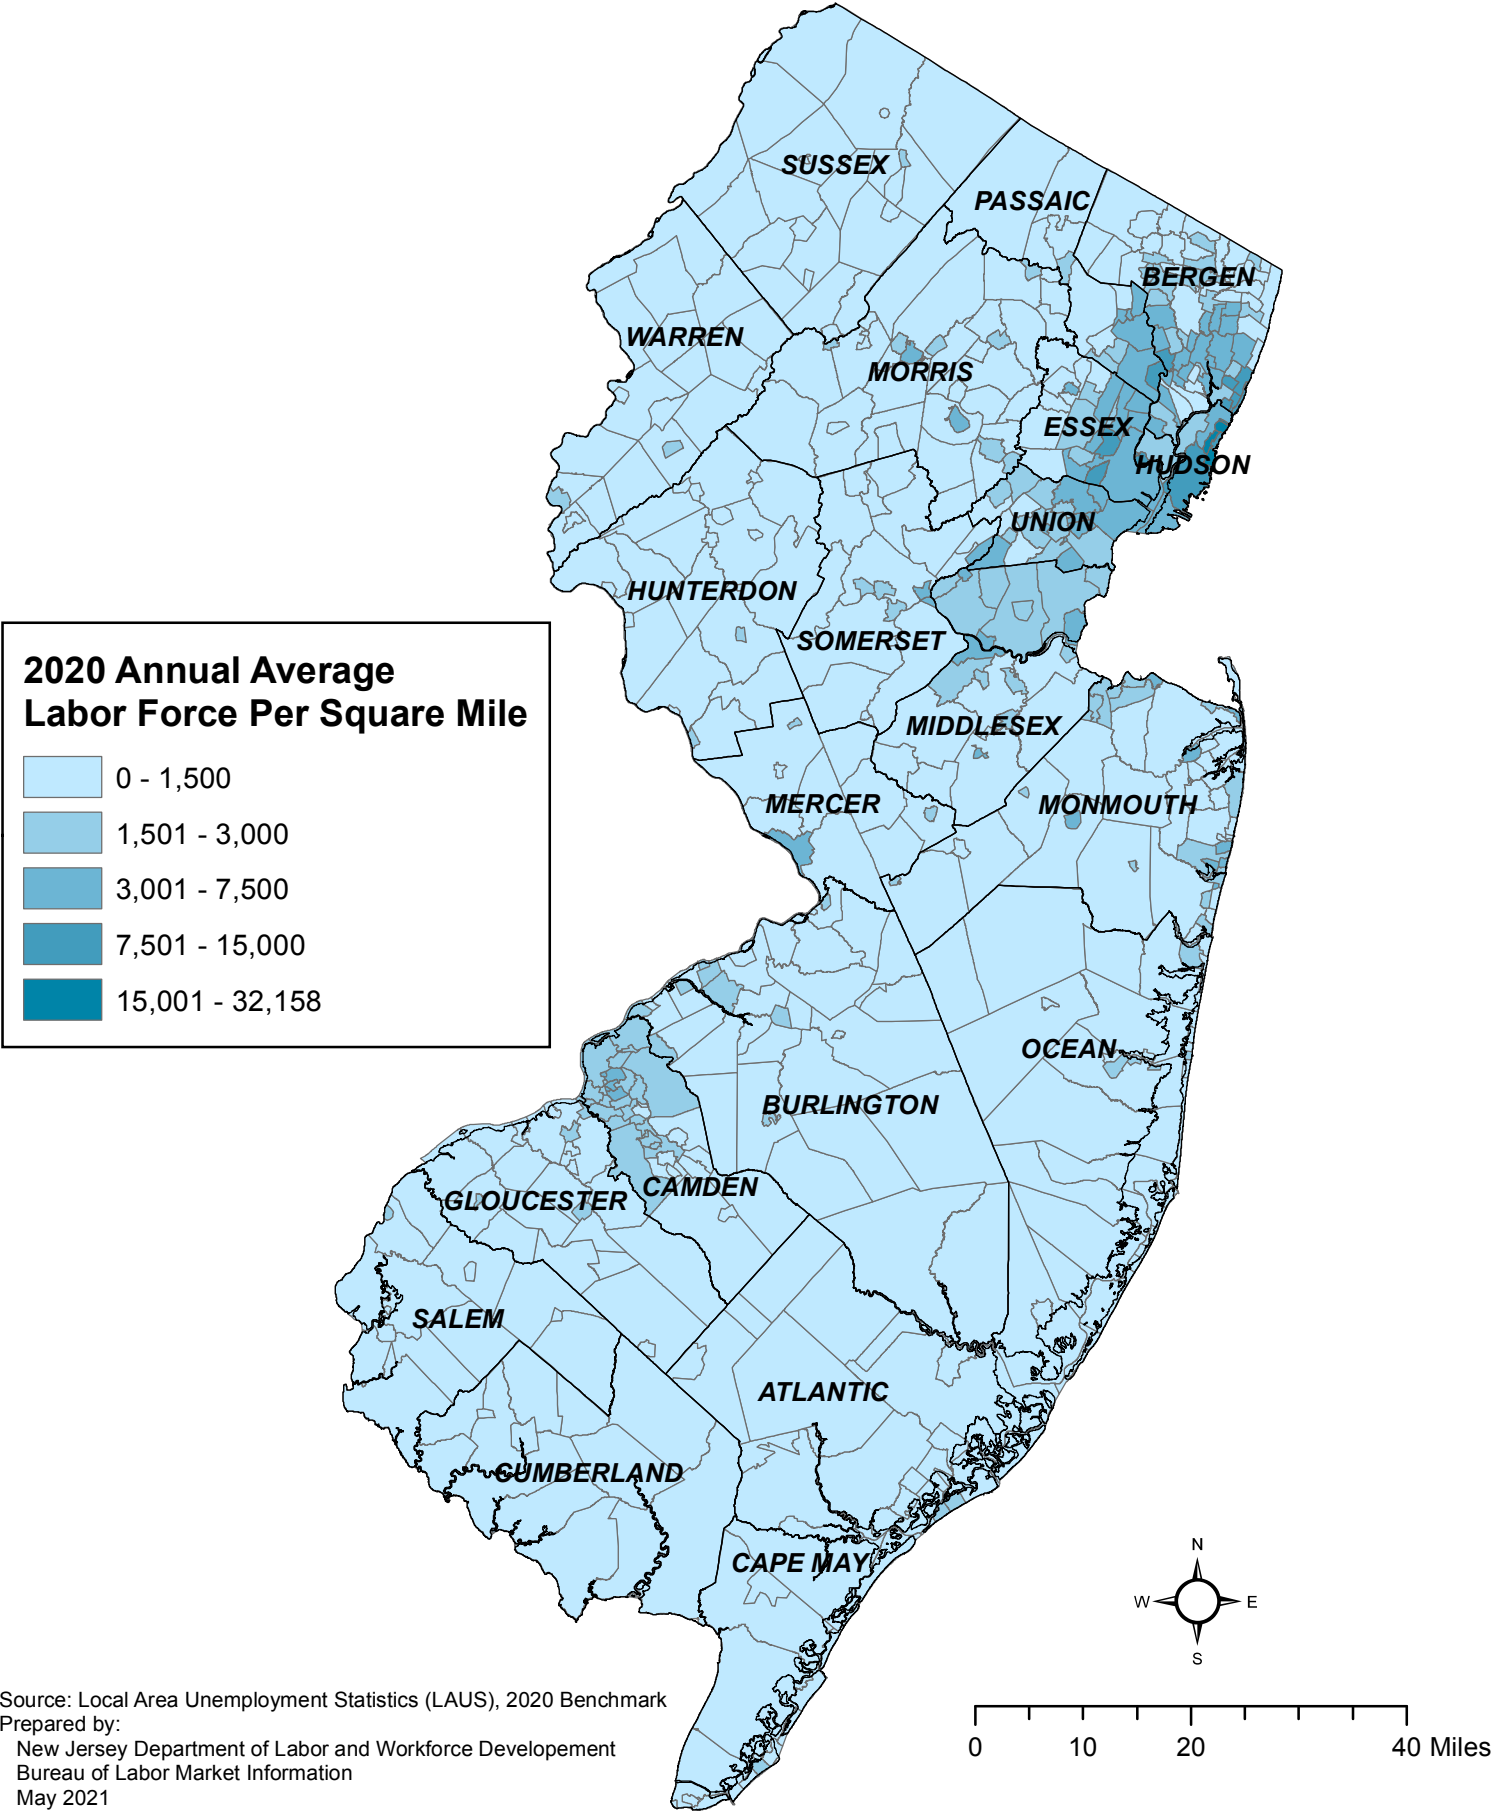 SUSSEX
PASSAIC
BERGEN
WARREN
MORRIS
ESSEX
HUDSON
UNION
HUNTERDON
SOMERSET
2020 Annual Average
Labor Force Per Square Mile
0 - 1,500
1,501 - 3,000
3,001 - 7,500
7,501 - 15,000
15,001 - 32,158
MIDDLESEX
MERCER
MONMOUTH
OCEAN
BURLINGTON
CAMDEN
GLOUCESTER
SALEM
ATLANTIC
CUMBERLAND
CAPE MAY
N
W
E
S
Source: Local Area Unemployment Statistics (LAUS), 2020 Benchmark
Prepared by:
New Jersey Department of Labor and Workforce Developement
Bureau of Labor Market Information
May 2021
0 10 20 40 Miles